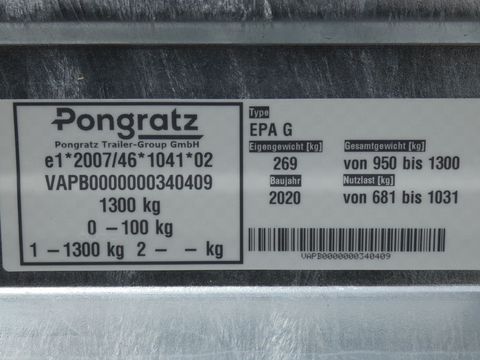 Pongratz
Pongratz Trailer-Group GmbH
e1*2007/46*1041*02
VAPB0000000340409
1300 kg
0 – 100 kg
1 – 1300 kg 2 – – kg
Type
EPA G
Eigengewicht [kg] Gesamtgewicht [kg]
269 von 950 bis 1300
Baujahr Nutzlast [kg]
2020 von 681 bis 1031
VAPB0000000340409